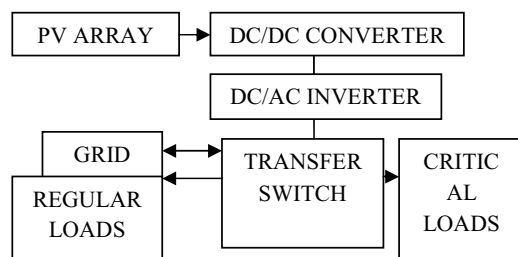 PV ARRAY
DC/DC CONVERTER
DC/AC INVERTER
GRID
TRANSFER
SWITCH
CRITIC
AL
LOADS
REGULAR
LOADS